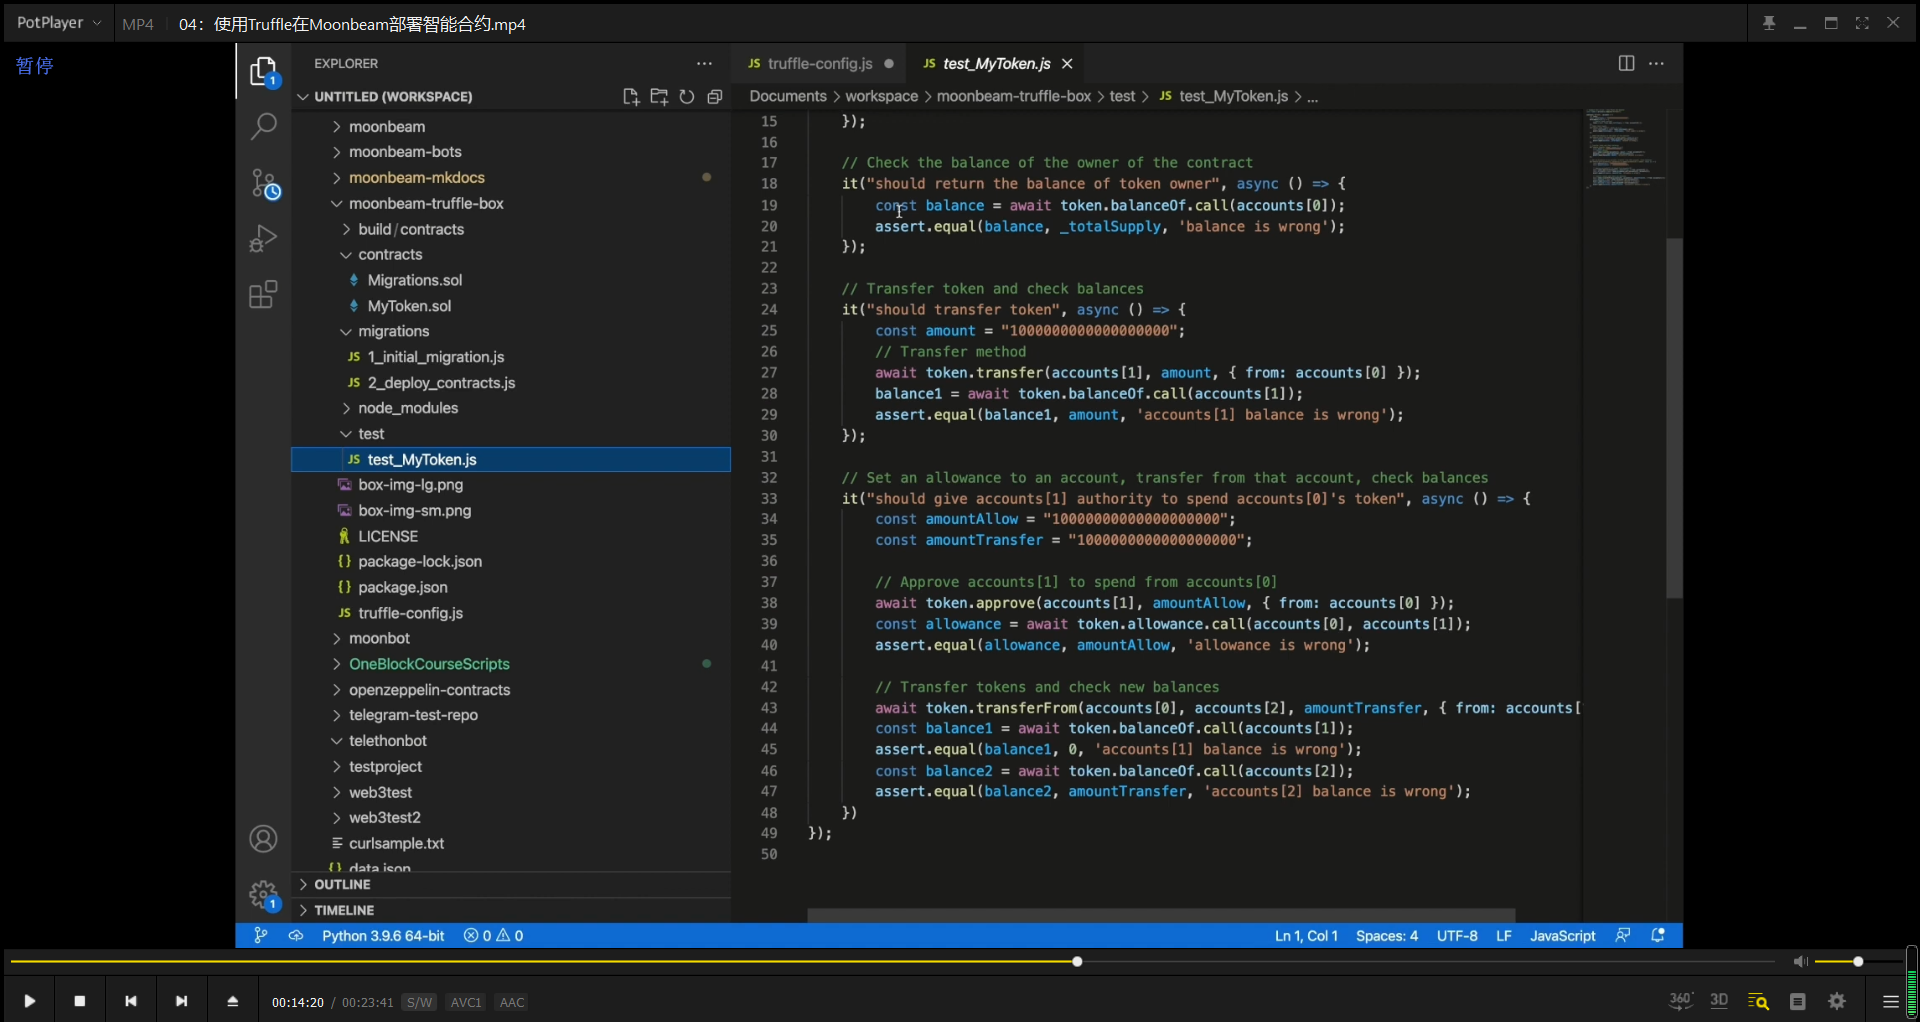 PotPlayer MP4 04：使用Truffle在Moonbeam部署智能合约.mp4
暂停
EXPLORER
UNTITLED (WORKSPACE)
moonbeam
moonbeam-bots
moonbeam-mkdocs
moonbeam-truffle-box
build/contracts
contracts
Migrations.sol
MyToken.sol
migrations
JS 1_initial_migration.js
JS 2_deploy_contracts.js
node_modules
test
JS test_MyToken.js
box-img-lg.png
box-img-sm.png
LICENSE
{} package-lock.json
{} package.json
JS truffle-config.js
moonbot
OneBlockCourseScripts
openzeppelin-contracts
telegram-test-repo
telethonbot
testproject
web3test
web3test2
curlsample.txt
{} data.json
OUTLINE
TIMELINE
JS truffle-config.js
JS test_MyToken.js
Documents > workspace > moonbeam-truffle-box > test > JS test_MyToken.js > ...
15 });
16
17 // Check the balance of the owner of the contract
18 it("should return the balance of token owner", async () => {
19 const balance = await token.balanceOf.call(accounts[0]);
20 assert.equal(balance, _totalSupply, 'balance is wrong');
21 });
22
23 // Transfer token and check balances
24 it("should transfer token", async () => {
25 const amount = "1000000000000000000";
26 // Transfer method
27 await token.transfer(accounts[1], amount, { from: accounts[0] });
28 balance1 = await token.balanceOf.call(accounts[1]);
29 assert.equal(balance1, amount, 'accounts[1] balance is wrong');
30 });
31
32 // Set an allowance to an account, transfer from that account, check balances
33 it("should give accounts[1] authority to spend accounts[0]'s token", async () => {
34 const amountAllow = "10000000000000000000";
35 const amountTransfer = "1000000000000000000";
36
37 // Approve accounts[1] to spend from accounts[0]
38 await token.approve(accounts[1], amountAllow, { from: accounts[0] });
39 const allowance = await token.allowance.call(accounts[0], accounts[1]);
40 assert.equal(allowance, amountAllow, 'allowance is wrong');
41
42 // Transfer tokens and check new balances
43 await token.transferFrom(accounts[0], accounts[2], amountTransfer, { from: accounts[
44 const balance1 = await token.balanceOf.call(accounts[1]);
45 assert.equal(balance1, 0, 'accounts[1] balance is wrong');
46 const balance2 = await token.balanceOf.call(accounts[2]);
47 assert.equal(balance2, amountTransfer, 'accounts[2] balance is wrong');
48 })
49 });
50
Python 3.9.6 64-bit 0 0 Ln 1, Col 1 Spaces: 4 UTF-8 LF JavaScript
00:14:20 / 00:23:41 S/W AVC1 AAC 360° 3D